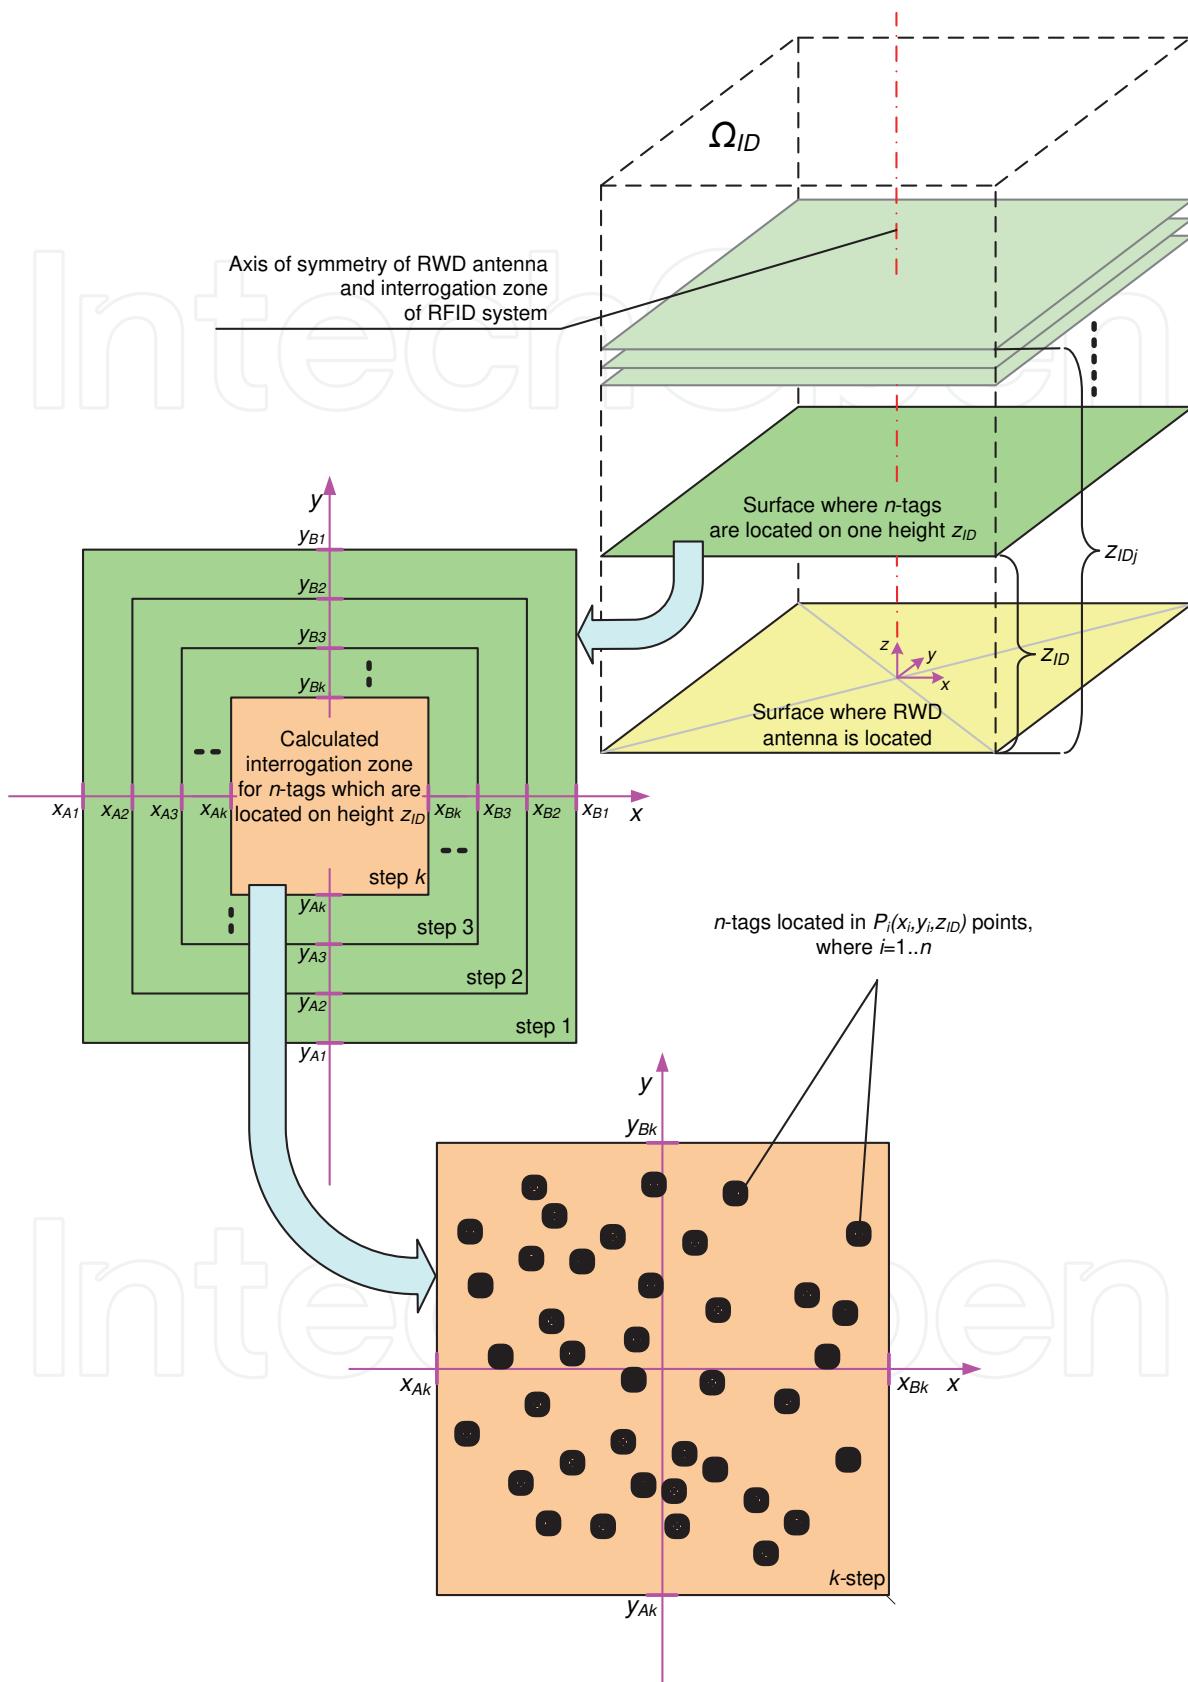 Ω_ID
Axis of symmetry of RWD antenna
and interrogation zone
of RFID system
Surface where n-tags
are located on one height z_ID
z_IDj
z_ID
z
y
x
Surface where RWD
antenna is located
y
y_B1
y_B2
y_B3
y_Bk
Calculated
interrogation zone
for n-tags which are
located on height z_ID
x_A1
x_A2
x_A3
x_Ak
x_Bk
x_B3
x_B2
x_B1
x
step k
y_Ak
step 3
y_A3
step 2
y_A2
step 1
y_A1
n-tags located in P_i(x_i,y_i,z_ID) points,
where i=1..n
y
y_Bk
x_Ak
x_Bk
x
k-step
y_Ak
IntechOpen
IntechOpen